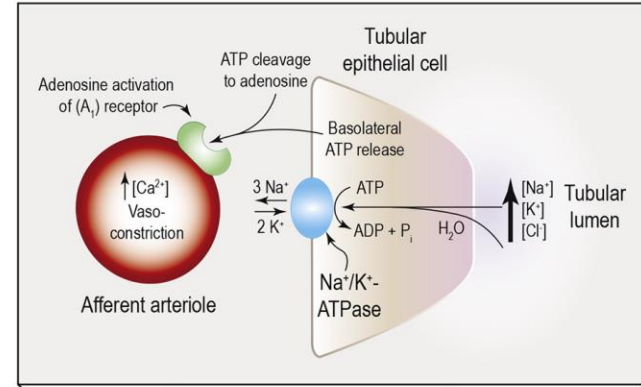 Tubular
epithelial cell
ATP cleavage
to adenosine
Adenosine activation
of (A₁) receptor
Basolateral
ATP release
↑ [Ca²⁺]
Vaso-
constriction
Afferent arteriole
3 Na⁺
2 K⁺
ATP
ADP + Pᵢ
H₂O
Na⁺/K⁺-
ATPase
[Na⁺]
[K⁺]
[Cl⁻]
Tubular
lumen